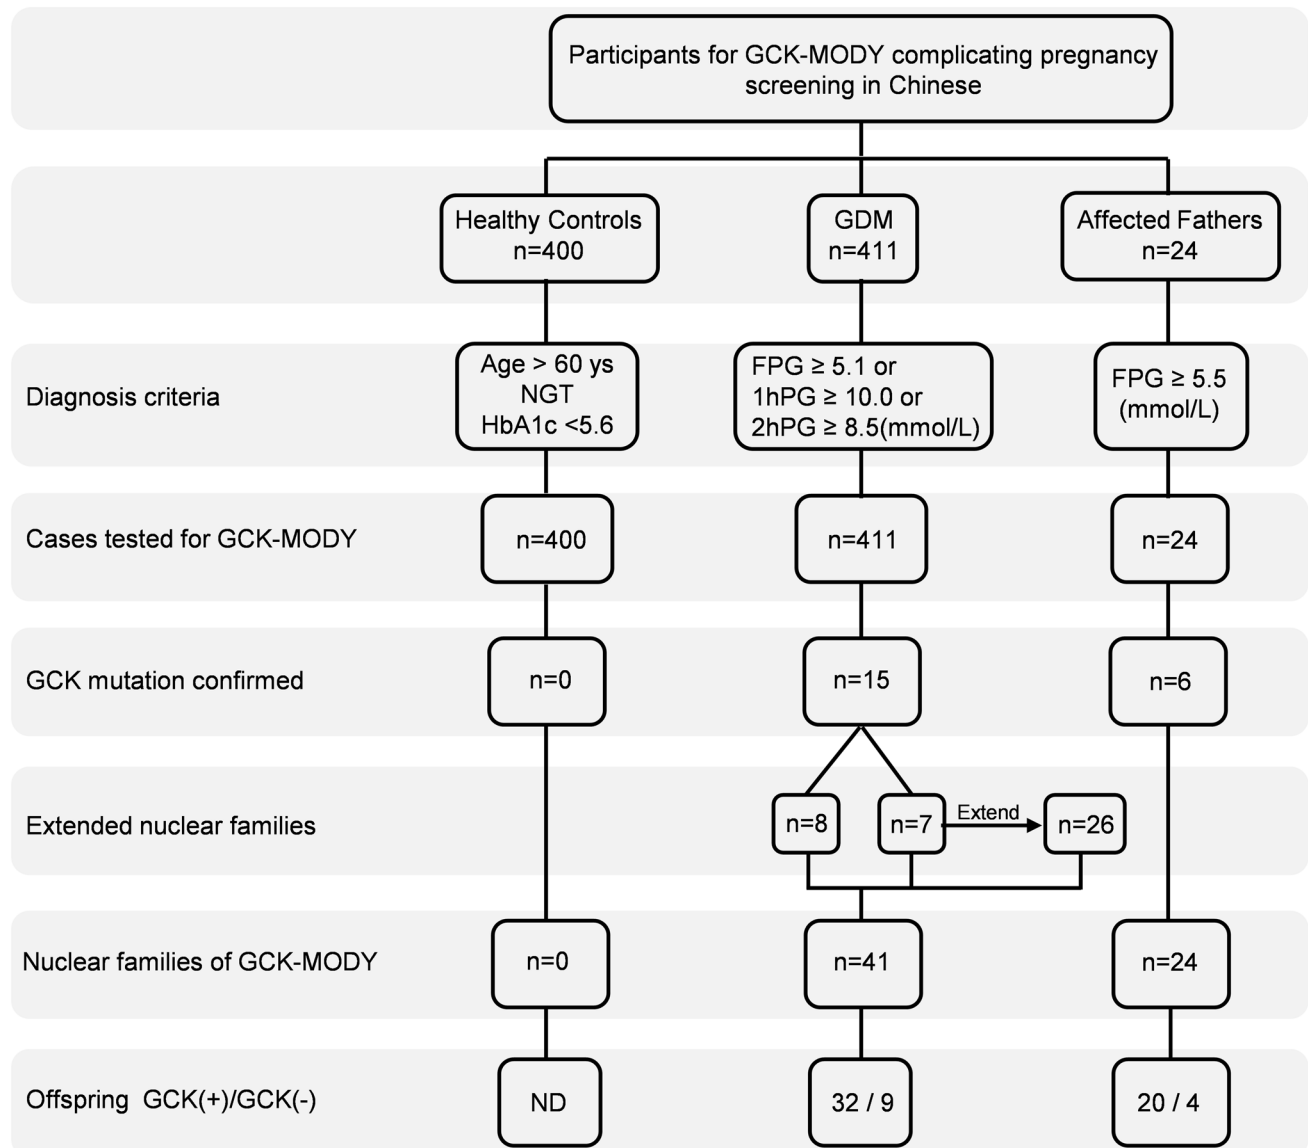 Participants for GCK-MODY complicating pregnancy
screening in Chinese
Healthy Controls
n=400
GDM
n=411
Affected Fathers
n=24
Diagnosis criteria
Age > 60 ys
NGT
HbA1c <5.6
FPG ≥ 5.1 or
1hPG ≥ 10.0 or
2hPG ≥ 8.5(mmol/L)
FPG ≥ 5.5
(mmol/L)
Cases tested for GCK-MODY
n=400
n=411
n=24
GCK mutation confirmed
n=0
n=15
n=6
Extended nuclear families
n=8
n=7
Extend
n=26
Nuclear families of GCK-MODY
n=0
n=41
n=24
Offspring  GCK(+)/GCK(-)
ND
32 / 9
20 / 4